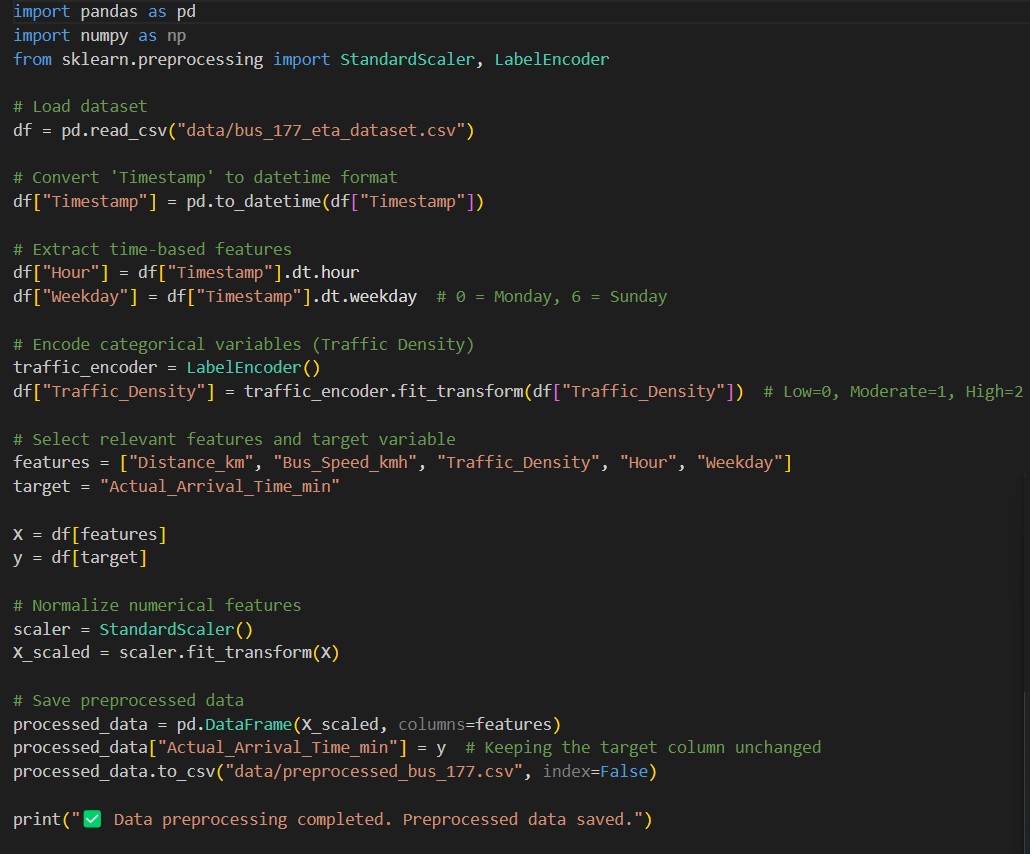 import pandas as pd
import numpy as np
from sklearn.preprocessing import StandardScaler, LabelEncoder
# Load dataset
df = pd.read_csv("data/bus_177_eta_dataset.csv")
# Convert 'Timestamp' to datetime format
df["Timestamp"] = pd.to_datetime(df["Timestamp"])
# Extract time-based features
df["Hour"] = df["Timestamp"].dt.hour
df["Weekday"] = df["Timestamp"].dt.weekday  # 0 = Monday, 6 = Sunday
# Encode categorical variables (Traffic Density)
traffic_encoder = LabelEncoder()
df["Traffic_Density"] = traffic_encoder.fit_transform(df["Traffic_Density"])  # Low=0, Moderate=1, High=2
# Select relevant features and target variable
features = ["Distance_km", "Bus_Speed_kmh", "Traffic_Density", "Hour", "Weekday"]
target = "Actual_Arrival_Time_min"
X = df[features]
y = df[target]
# Normalize numerical features
scaler = StandardScaler()
X_scaled = scaler.fit_transform(X)
# Save preprocessed data
processed_data = pd.DataFrame(X_scaled, columns=features)
processed_data["Actual_Arrival_Time_min"] = y  # Keeping the target column unchanged
processed_data.to_csv("data/preprocessed_bus_177.csv", index=False)
print("✅ Data preprocessing completed. Preprocessed data saved.")